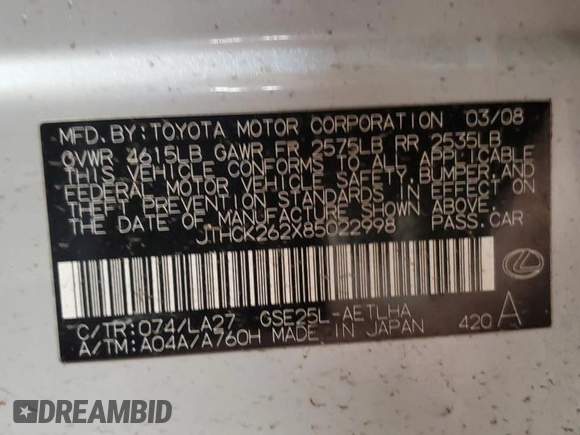 MFD.BY:TOYOTA MOTOR CORPORATION 03/08
GVWR 4615LB GAWR FR 2575LB RR 2535LB
THIS VEHICLE CONFORMS TO ALL APPLICABLE
FEDERAL MOTOR VEHICLE SAFETY,BUMPER,AND
THEFT PREVENTION STANDARDS IN EFFECT ON
THE DATE OF MANUFACTURE SHOWN ABOVE.
JTHCK262X85022998 PASS.CAR
C/TR:074/LA27 GSE25L-AETLHA
A/TM:A04A/A760H MADE IN JAPAN 420 A
DREAMBID